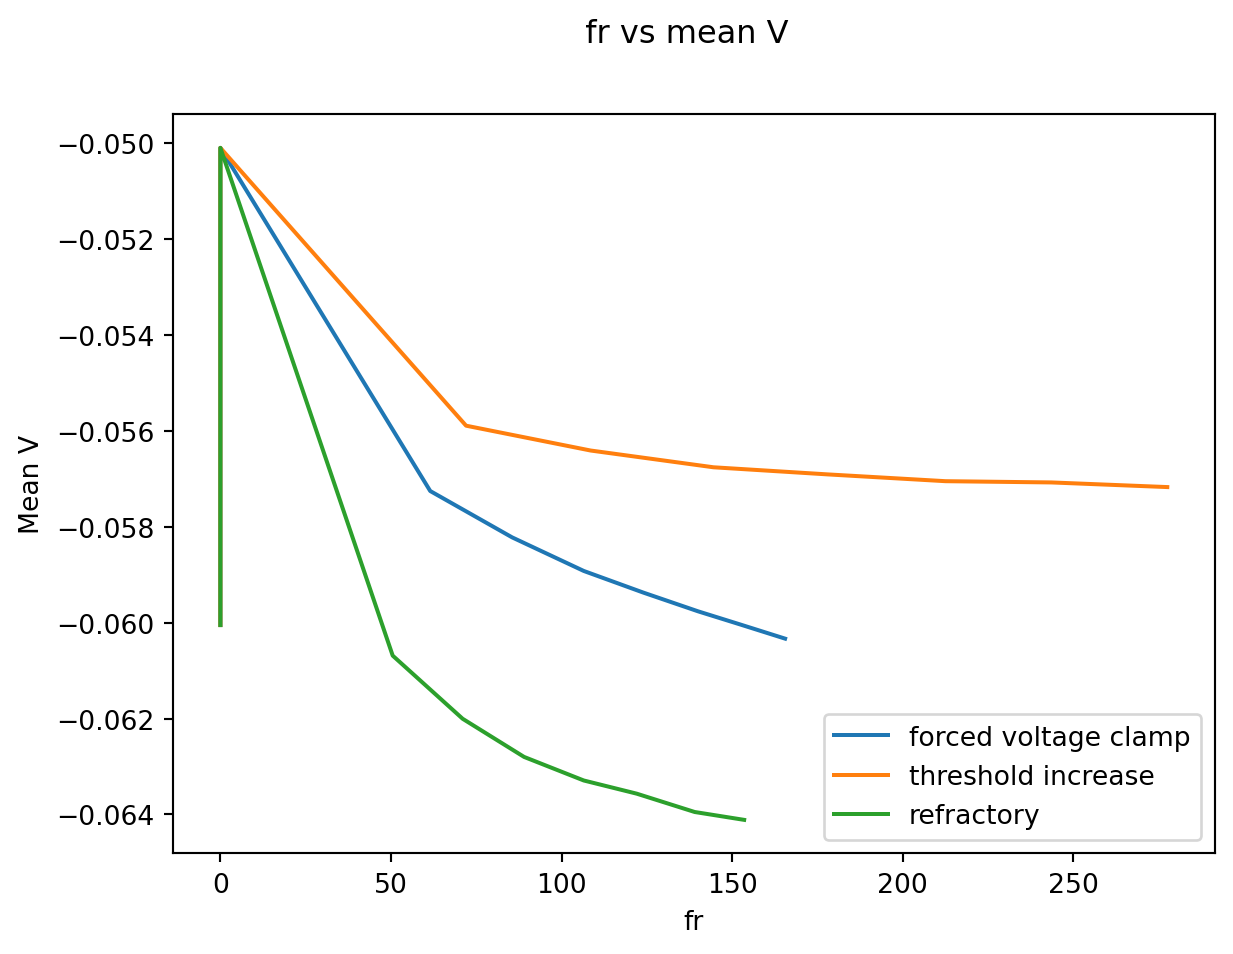 fr vs mean V
−0.050
−0.052
−0.054
−0.056
−0.058
−0.060
−0.062
−0.064
Mean V
0
50
100
150
200
250
fr
forced voltage clamp
threshold increase
refractory